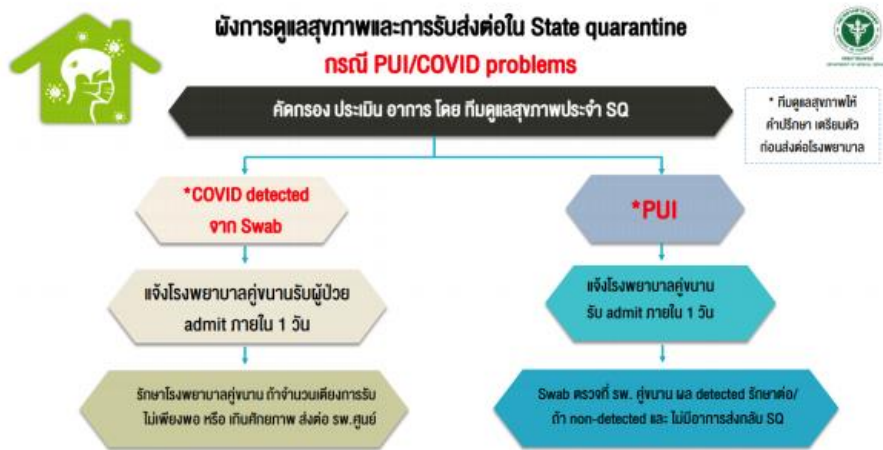 ผังการดูแลสุขภาพและการรับส่งต่อใน State quarantine
กรณี PUI/COVID problems
คัดกรอง ประเมิน อาการ โดย ทีมดูแลสุขภาพประจำ SQ
* ทีมดูแลสุขภาพให้
คำปรึกษา เตรียมตัว
ก่อนส่งต่อโรงพยาบาล
*COVID detected
จาก Swab
*PUI
แจ้งโรงพยาบาลคู่ขนานรับผู้ป่วย
admit ภายใน 1 วัน
แจ้งโรงพยาบาลคู่ขนาน
รับ admit ภายใน 1 วัน
รักษาโรงพยาบาลคู่ขนาน ถ้าจำนวนเตียงการรับ
ไม่เพียงพอ หรือ เกินศักยภาพ ส่งต่อ รพ.ศูนย์
Swab ตรวจที่ รพ. คู่ขนาน ผล detected รักษาต่อ/
ถ้า non-detected และ ไม่มีอาการส่งกลับ SQ